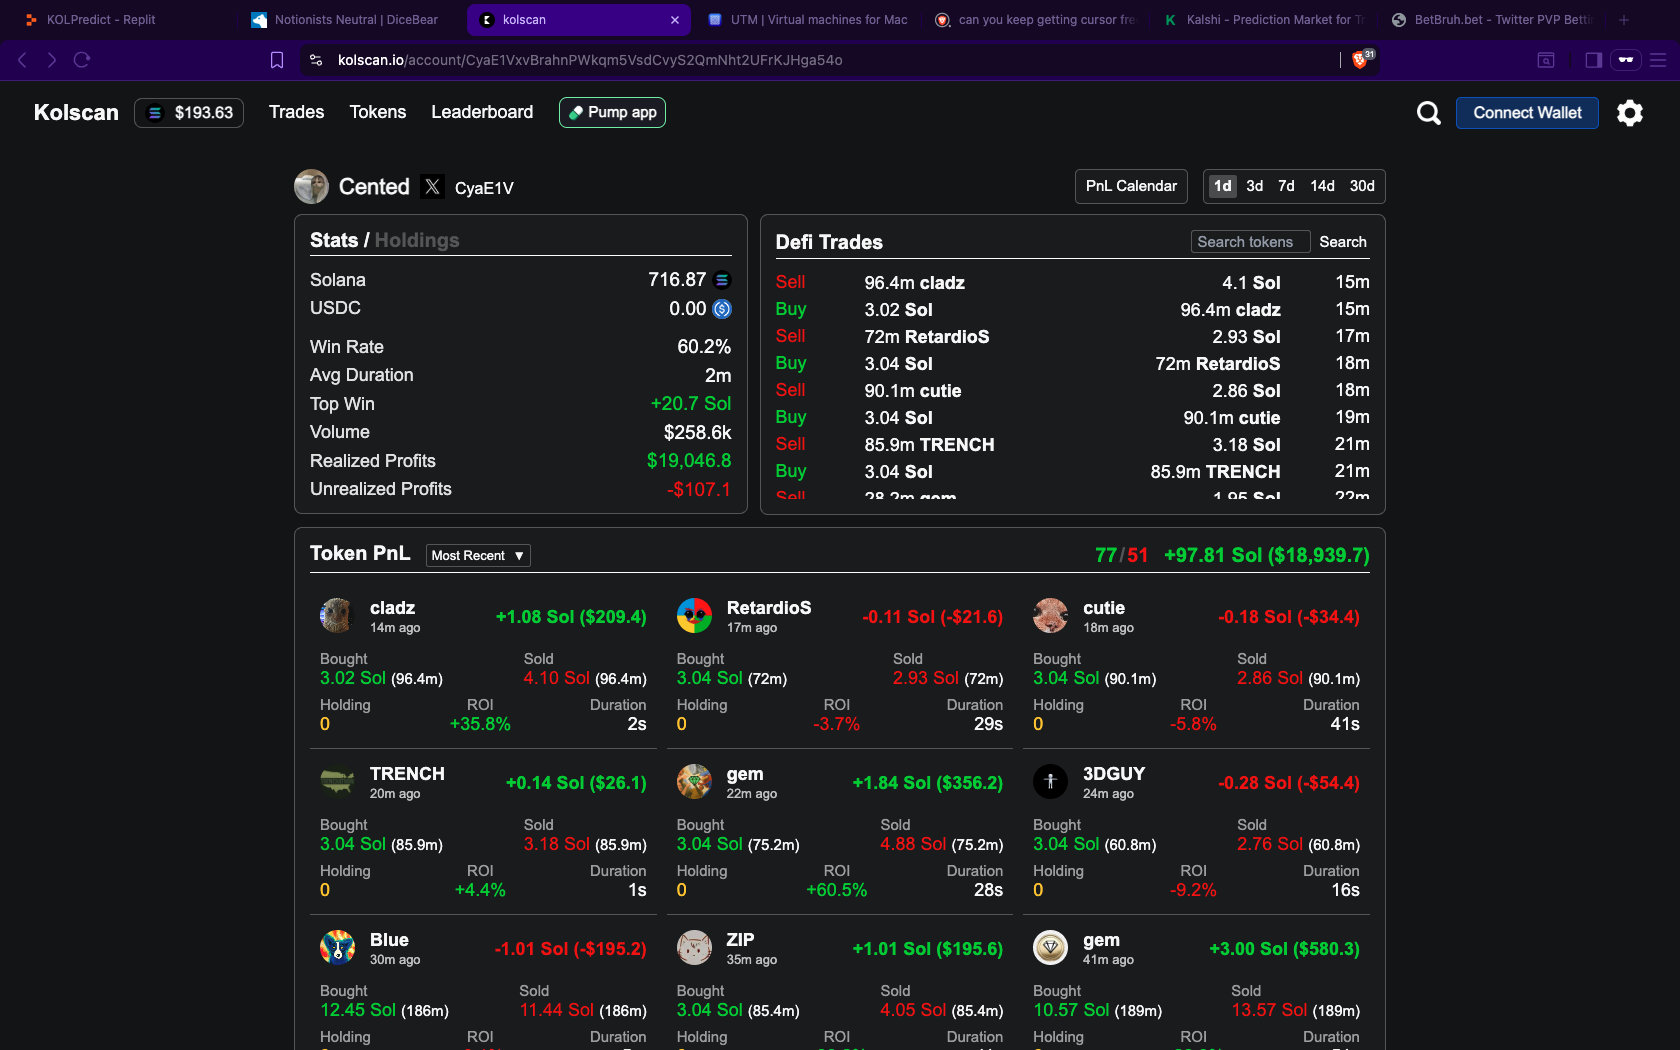 KOLPredict - Replit
Notionists Neutral | DiceBear
kolscan
UTM | Virtual machines for Mac
can you keep getting cursor fre
Kalshi - Prediction Market for Tr
BetBruh.bet - Twitter PVP Betti
kolscan.io/account/CyaE1VxvBrahnPWkqm5VsdCvyS2QmNht2UFrKJHga54o
31
Kolscan
$193.63
Trades
Tokens
Leaderboard
Pump app
Connect Wallet
Cented
CyaE1V
PnL Calendar
1d 3d 7d 14d 30d
Stats / Holdings
Solana 716.87
USDC 0.00
Win Rate 60.2%
Avg Duration 2m
Top Win +20.7 Sol
Volume $258.6k
Realized Profits $19,046.8
Unrealized Profits -$107.1
Defi Trades Search tokens Search
Sell 96.4m cladz 4.1 Sol 15m
Buy 3.02 Sol 96.4m cladz 15m
Sell 72m RetardioS 2.93 Sol 17m
Buy 3.04 Sol 72m RetardioS 18m
Sell 90.1m cutie 2.86 Sol 18m
Buy 3.04 Sol 90.1m cutie 19m
Sell 85.9m TRENCH 3.18 Sol 21m
Buy 3.04 Sol 85.9m TRENCH 21m
Sell 28.2m gem 1.95 Sol 22m
Token PnL Most Recent ▼ 77/51 +97.81 Sol ($18,939.7)
cladz +1.08 Sol ($209.4)
14m ago
Bought Sold
3.02 Sol (96.4m) 4.10 Sol (96.4m)
Holding ROI Duration
0 +35.8% 2s
RetardioS -0.11 Sol (-$21.6)
17m ago
Bought Sold
3.04 Sol (72m) 2.93 Sol (72m)
Holding ROI Duration
0 -3.7% 29s
cutie -0.18 Sol (-$34.4)
18m ago
Bought Sold
3.04 Sol (90.1m) 2.86 Sol (90.1m)
Holding ROI Duration
0 -5.8% 41s
TRENCH +0.14 Sol ($26.1)
20m ago
Bought Sold
3.04 Sol (85.9m) 3.18 Sol (85.9m)
Holding ROI Duration
0 +4.4% 1s
gem +1.84 Sol ($356.2)
22m ago
Bought Sold
3.04 Sol (75.2m) 4.88 Sol (75.2m)
Holding ROI Duration
0 +60.5% 28s
3DGUY -0.28 Sol (-$54.4)
24m ago
Bought Sold
3.04 Sol (60.8m) 2.76 Sol (60.8m)
Holding ROI Duration
0 -9.2% 16s
Blue -1.01 Sol (-$195.2)
30m ago
Bought Sold
12.45 Sol (186m) 11.44 Sol (186m)
Holding ROI Duration
ZIP +1.01 Sol ($195.6)
35m ago
Bought Sold
3.04 Sol (85.4m) 4.05 Sol (85.4m)
Holding ROI Duration
gem +3.00 Sol ($580.3)
41m ago
Bought Sold
10.57 Sol (189m) 13.57 Sol (189m)
Holding ROI Duration